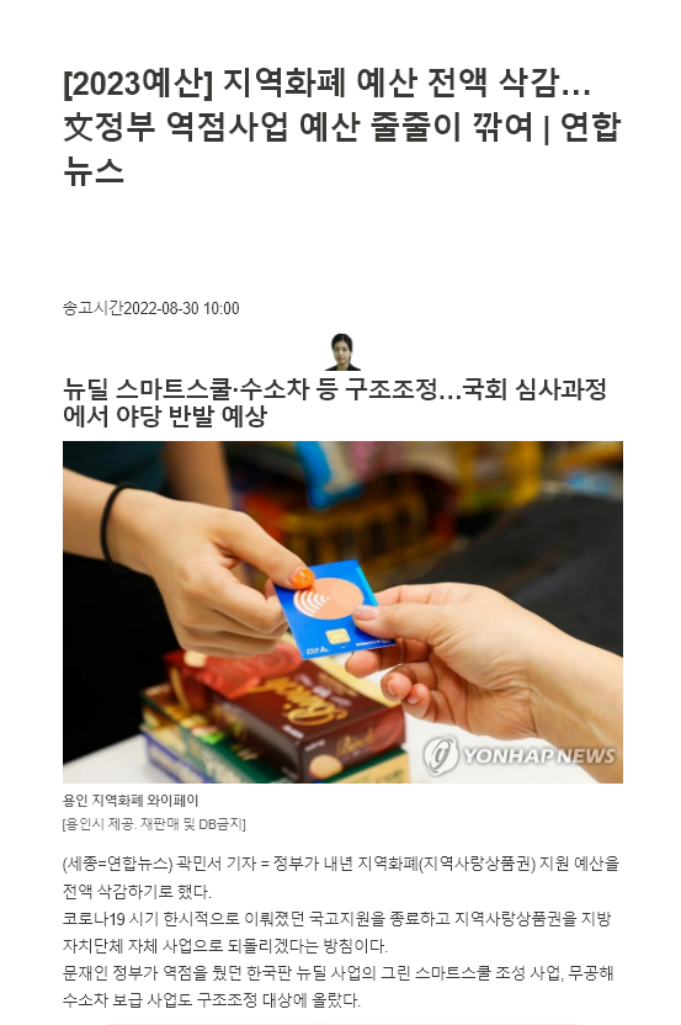 [2023예산] 지역화폐 예산 전액 삭감…
文정부 역점사업 예산 줄줄이 깎여 | 연합
뉴스
송고시간2022-08-30 10:00
뉴딜 스마트스쿨·수소차 등 구조조정…국회 심사과정
에서 야당 반발 예상
Binch
Binch
YONHAP NEWS
용인 지역화폐 와이페이
[용인시 제공. 재판매 및 DB금지]
(세종=연합뉴스) 곽민서 기자 = 정부가 내년 지역화폐(지역사랑상품권) 지원 예산을
전액 삭감하기로 했다.
코로나19 시기 한시적으로 이뤄졌던 국고지원을 종료하고 지역사랑상품권을 지방
자치단체 자체 사업으로 되돌리겠다는 방침이다.
문재인 정부가 역점을 뒀던 한국판 뉴딜 사업의 그린 스마트스쿨 조성 사업, 무공해
수소차 보급 사업도 구조조정 대상에 올랐다.